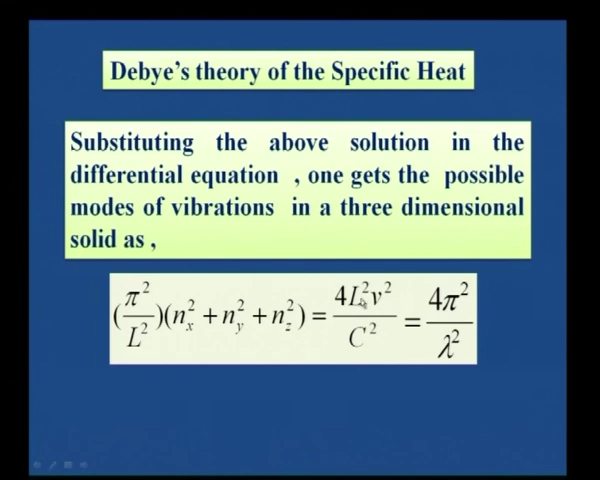 Debye's theory of the Specific Heat
Substituting the above solution in the
differential equation , one gets the possible
modes of vibrations in a three dimensional
solid as ,
(π²/L²)(nₓ² + n_y² + n_z²) = 4L²ν²/C² = 4π²/λ²